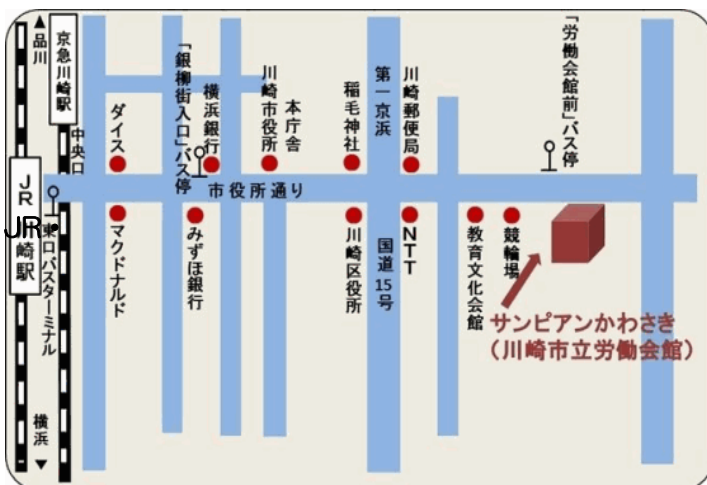 ▲品川
京急川崎駅
中央口
JR川崎駅
JR
東口バスターミナル
横浜▼
ダイス
マクドナルド
「銀柳街入口」バス停
みずほ銀行
横浜銀行
川崎市役所
本庁舎
市役所通り
稲毛神社
川崎区役所
第一京浜
国道15号
川崎郵便局
NTT
教育文化会館
競輪場
「労働会館前」バス停
サンピアンかわさき
（川崎市立労働会館）